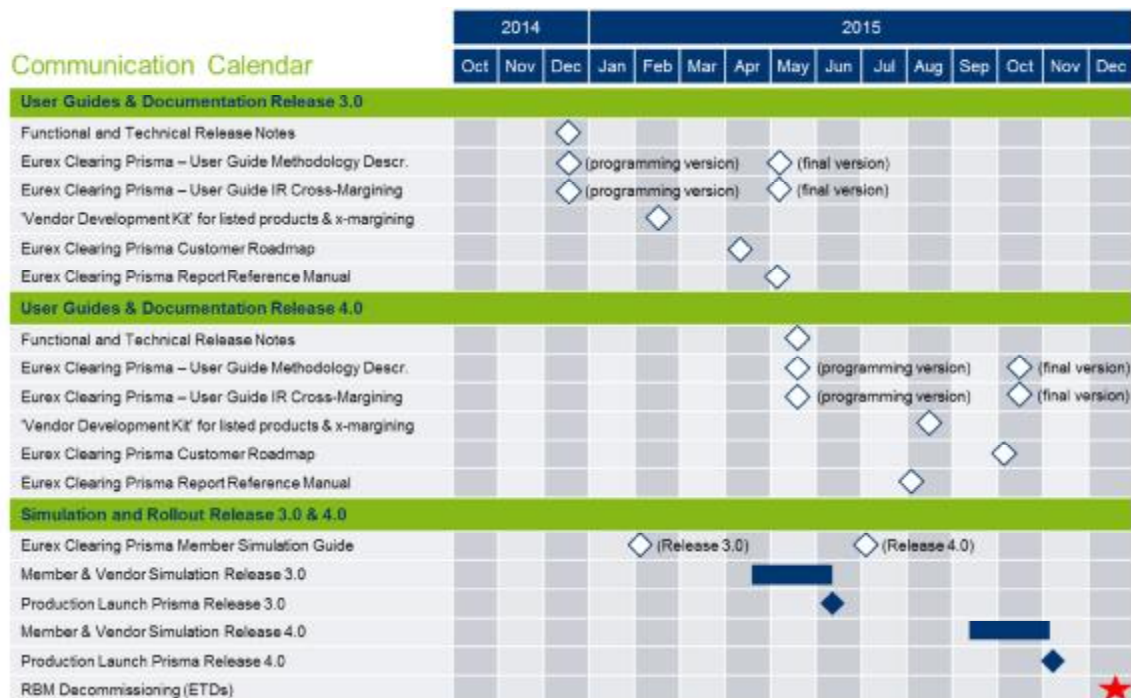 2014 2015
Communication Calendar Oct Nov Dec Jan Feb Mar Apr May Jun Jul Aug Sep Oct Nov Dec
User Guides & Documentation Release 3.0
Functional and Technical Release Notes
Eurex Clearing Prisma – User Guide Methodology Descr. (programming version) (final version)
Eurex Clearing Prisma – User Guide IR Cross-Margining (programming version) (final version)
'Vendor Development Kit' for listed products & x-margining
Eurex Clearing Prisma Customer Roadmap
Eurex Clearing Prisma Report Reference Manual
User Guides & Documentation Release 4.0
Functional and Technical Release Notes
Eurex Clearing Prisma – User Guide Methodology Descr. (programming version) (final version)
Eurex Clearing Prisma – User Guide IR Cross-Margining (programming version) (final version)
'Vendor Development Kit' for listed products & x-margining
Eurex Clearing Prisma Customer Roadmap
Eurex Clearing Prisma Report Reference Manual
Simulation and Rollout Release 3.0 & 4.0
Eurex Clearing Prisma Member Simulation Guide (Release 3.0) (Release 4.0)
Member & Vendor Simulation Release 3.0
Production Launch Prisma Release 3.0
Member & Vendor Simulation Release 4.0
Production Launch Prisma Release 4.0
RBM Decommissioning (ETDs)